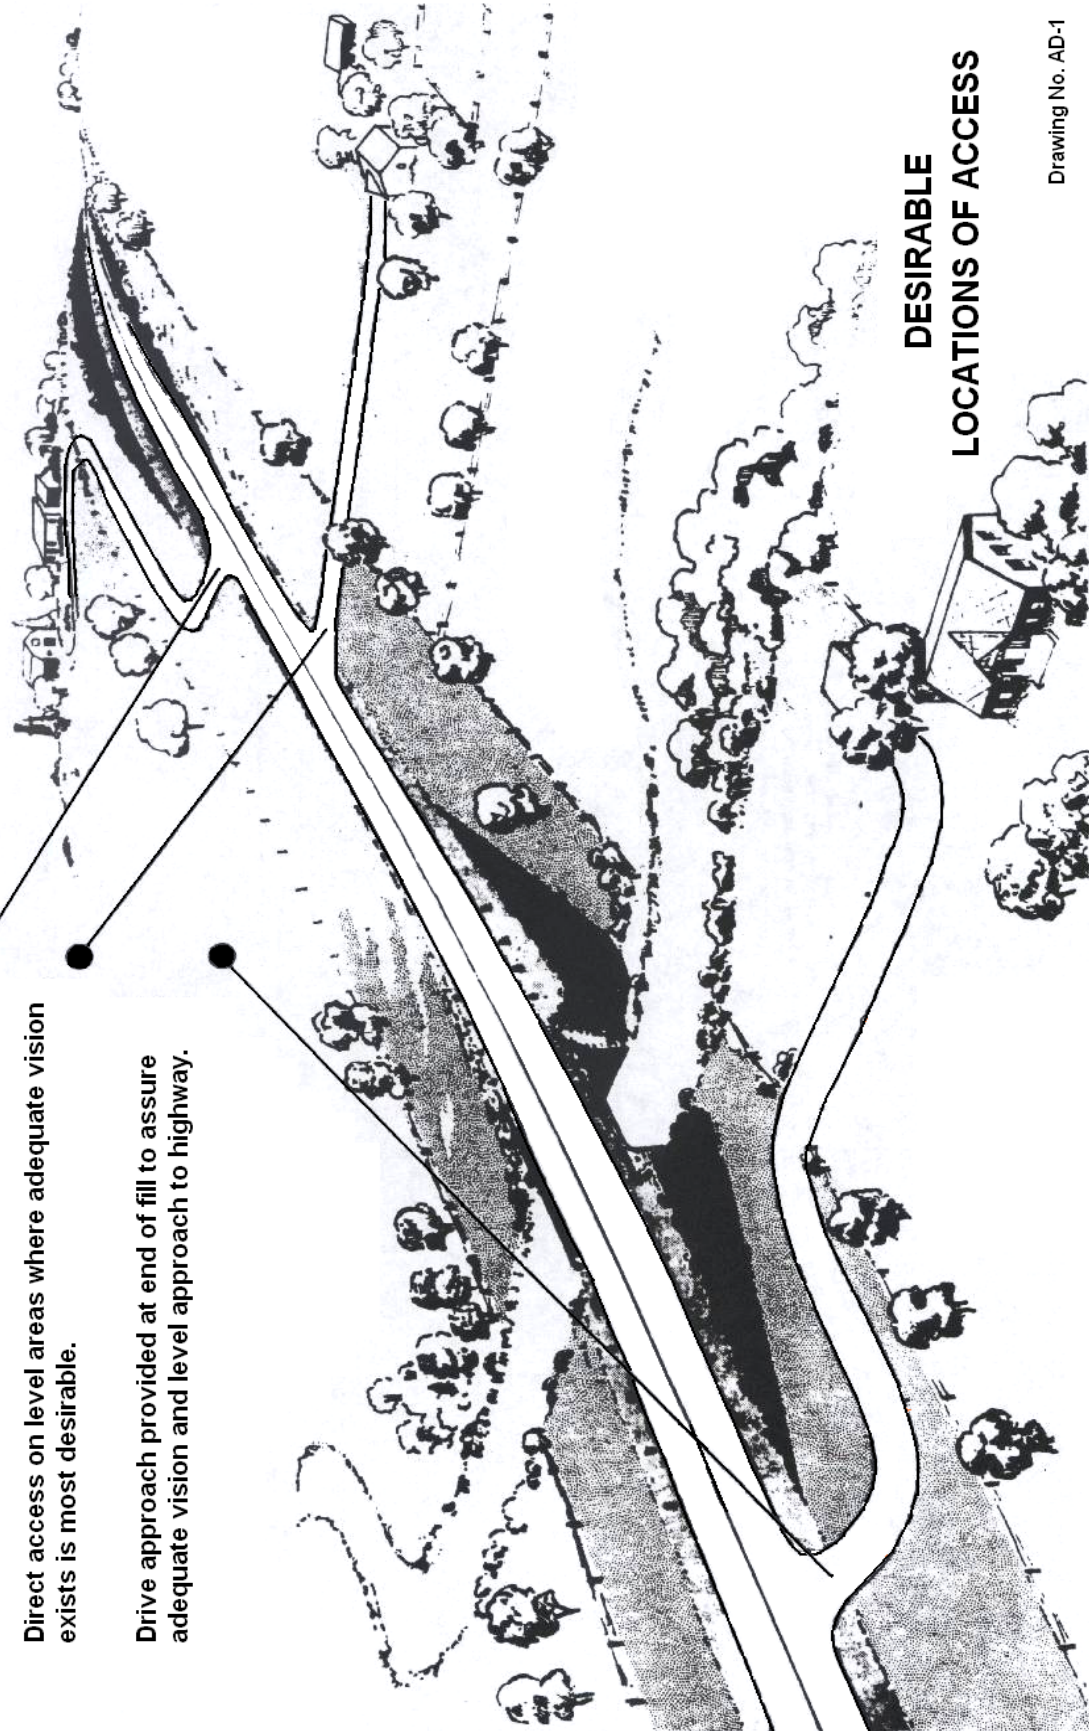 Direct access on level areas where adequate vision
exists is most desirable.
Drive approach provided at end of fill to assure
adequate vision and level approach to highway.
DESIRABLE
LOCATIONS OF ACCESS
Drawing No. AD-1